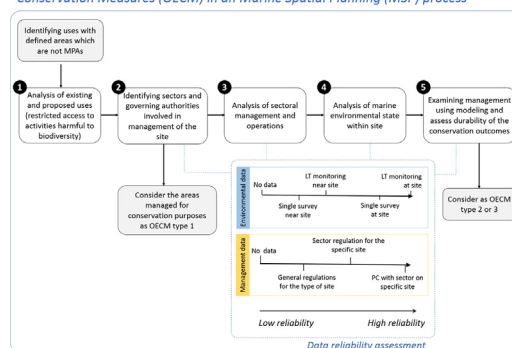 Conservation Measures (OECM) in an Marine Spatial Planning (MSP) process
Identifying uses with
defined areas which
are not MPAs
1
Analysis of existing
and proposed uses
(restricted access to
activities harmful to
biodiversity)
2
Identifying sectors and
governing authorities
involved in
management of the
site
3
Analysis of sectoral
management and
operations
4
Analysis of marine
environmental state
within site
5
Examining management
using modeling and
assess durability of the
conservation outcomes
Consider the areas
managed for
conservation purposes
as OECM type 1
Consider as OECM
type 2 or 3
Environmental data
No data
LT monitoring
near site
LT monitoring
at site
Single survey
near site
Single survey
at site
Management data
No data
Sector regulation for the
specific site
General regulations
for the type of site
PC with sector on
specific site
Low reliability
High reliability
Data reliability assessment